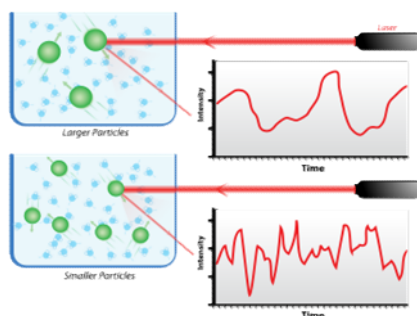 Laser
Intensity
Larger Particles
Time
Intensity
Smaller Particles
Time